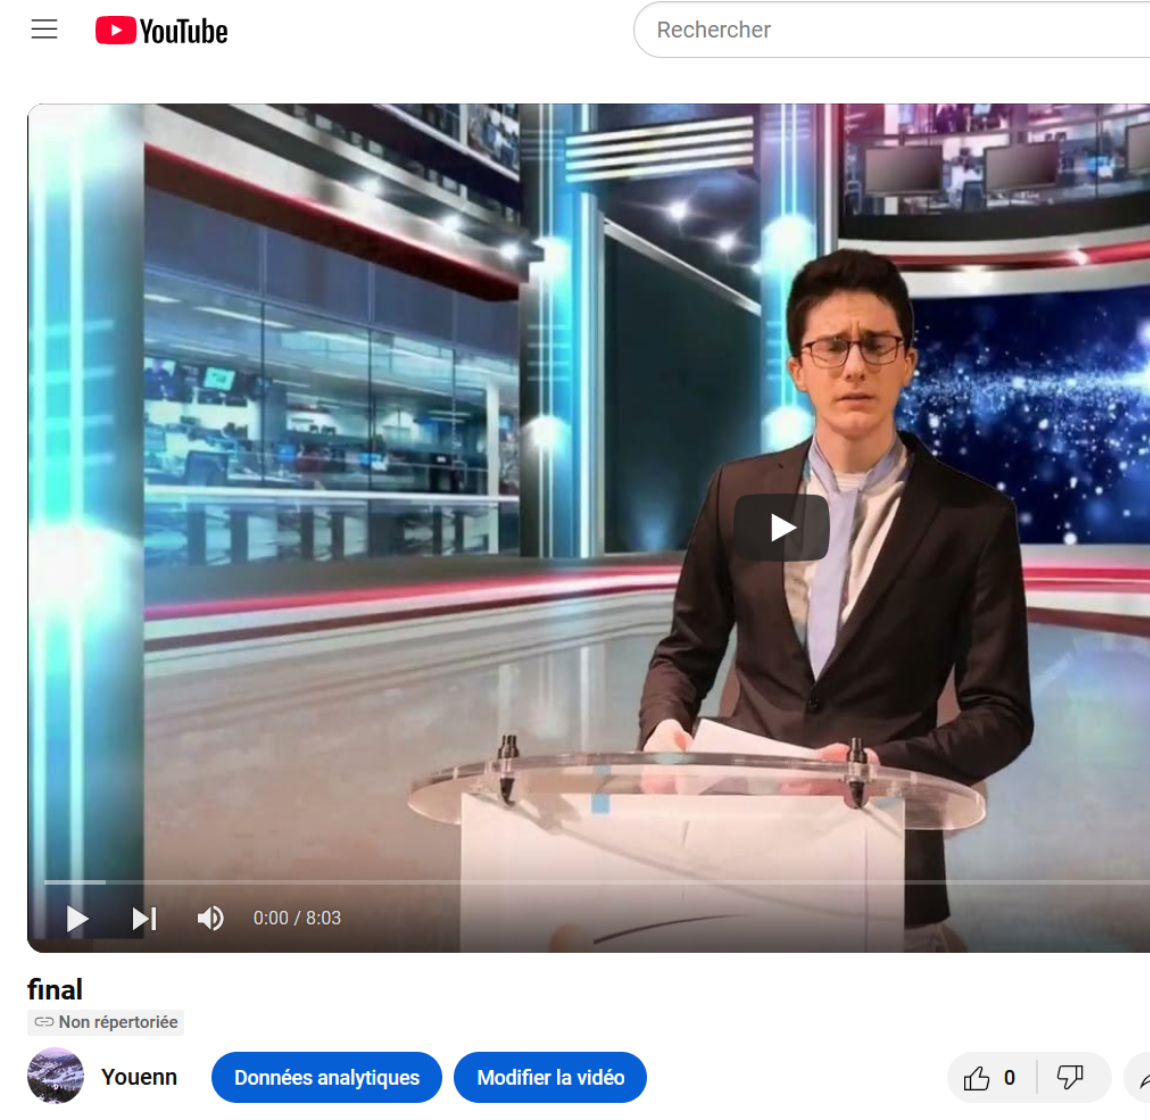 YouTube
Rechercher
0:00 / 8:03
final
Non répertoriée
Youenn
Données analytiques
Modifier la vidéo
0